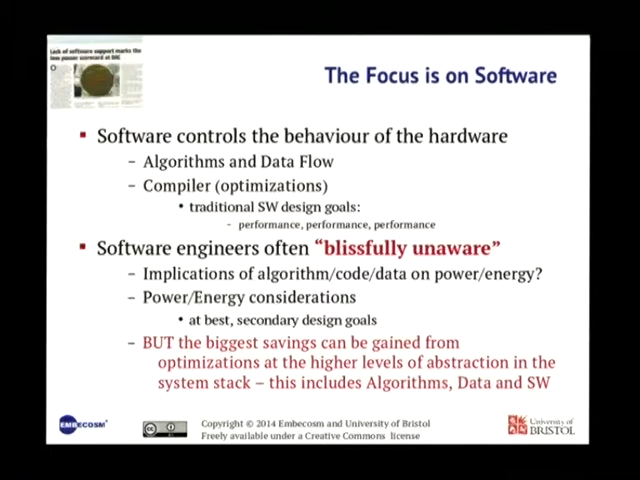 Lack of software support marks the
low power scorecard at DAC
The Focus is on Software
▪ Software controls the behaviour of the hardware
– Algorithms and Data Flow
– Compiler (optimizations)
• traditional SW design goals:
- performance, performance, performance
▪ Software engineers often “blissfully unaware”
– Implications of algorithm/code/data on power/energy?
– Power/Energy considerations
• at best, secondary design goals
– BUT the biggest savings can be gained from
optimizations at the higher levels of abstraction in the
system stack – this includes Algorithms, Data and SW
EMBECOSM®
Copyright © 2014 Embecosm and University of Bristol
Freely available under a Creative Commons license
University of
BRISTOL